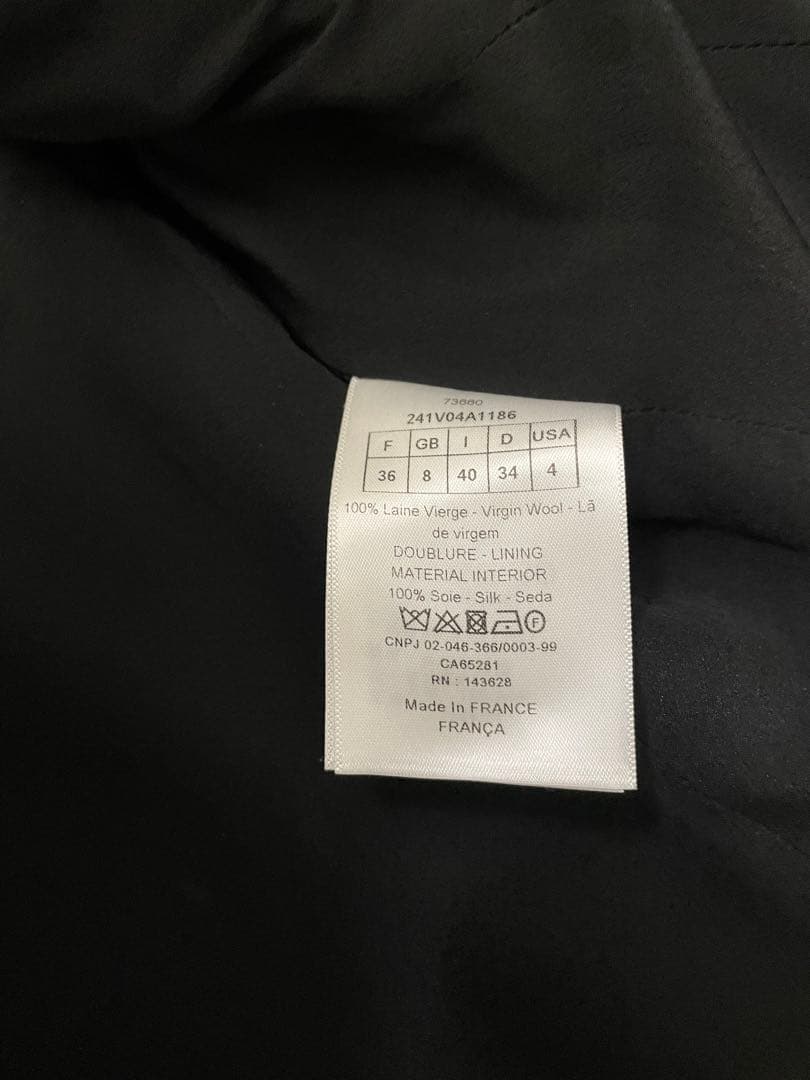 73660
241V04A1186
F GB I D USA
36 8 40 34 4
100% Laine Vierge - Virgin Wool - Lã
de virgem
DOUBLURE - LINING
MATERIAL INTERIOR
100% Soie - Silk - Seda
F
CNPJ 02-046-366/0003-99
CA65281
RN : 143628
Made In FRANCE
FRANÇA